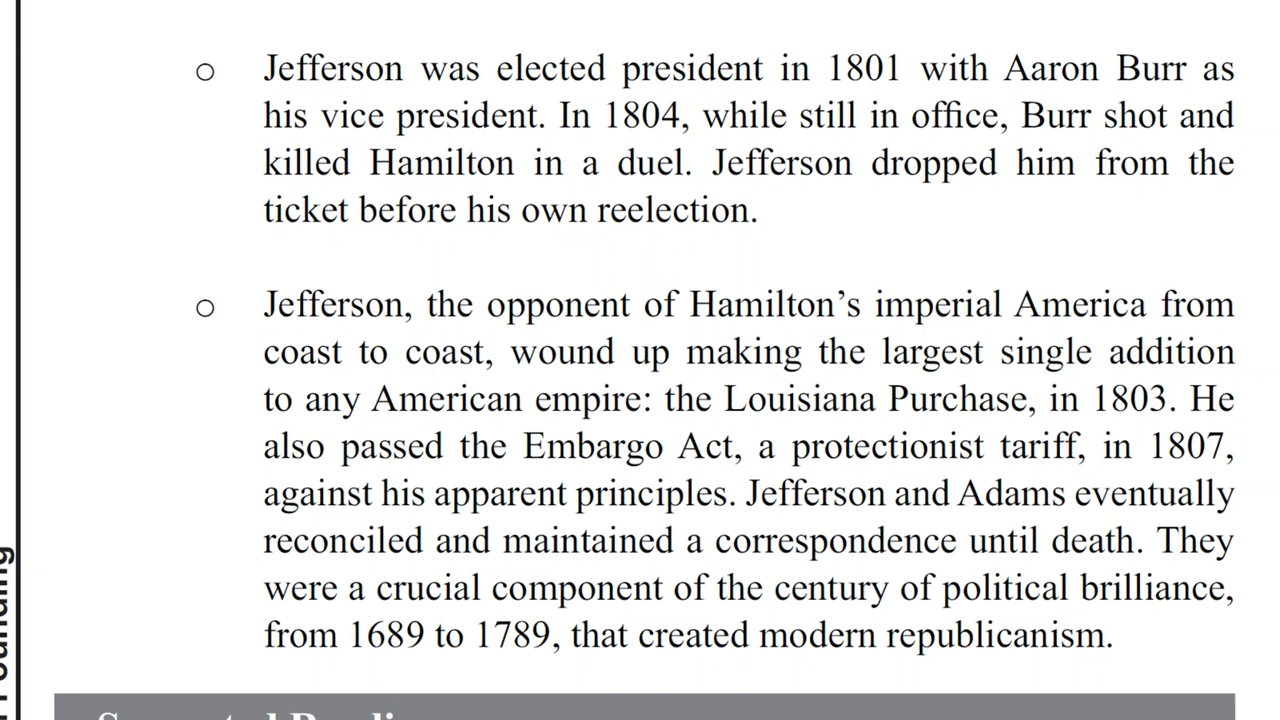 ○ Jefferson was elected president in 1801 with Aaron Burr as
his vice president. In 1804, while still in office, Burr shot and
killed Hamilton in a duel. Jefferson dropped him from the
ticket before his own reelection.
○ Jefferson, the opponent of Hamilton’s imperial America from
coast to coast, wound up making the largest single addition
to any American empire: the Louisiana Purchase, in 1803. He
also passed the Embargo Act, a protectionist tariff, in 1807,
against his apparent principles. Jefferson and Adams eventually
reconciled and maintained a correspondence until death. They
were a crucial component of the century of political brilliance,
from 1689 to 1789, that created modern republicanism.